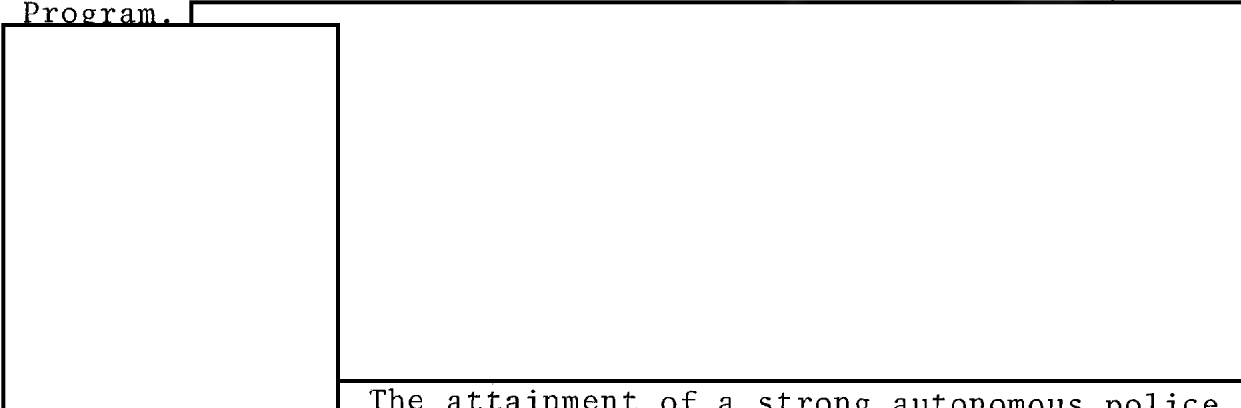 Program.
The attainment of a strong autonomous police